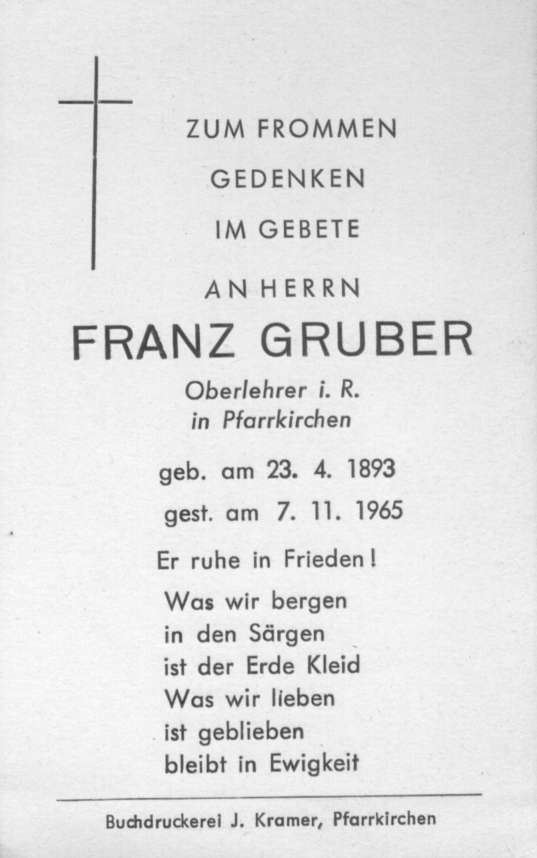 ZUM FROMMEN
GEDENKEN
IM GEBETE
AN HERRN
FRANZ GRUBER
Oberlehrer i. R.
in Pfarrkirchen
geb. am 23. 4. 1893
gest. am 7. 11. 1965
Er ruhe in Frieden!
Was wir bergen
in den Särgen
ist der Erde Kleid
Was wir lieben
ist geblieben
bleibt in Ewigkeit
Buchdruckerei J. Kramer, Pfarrkirchen